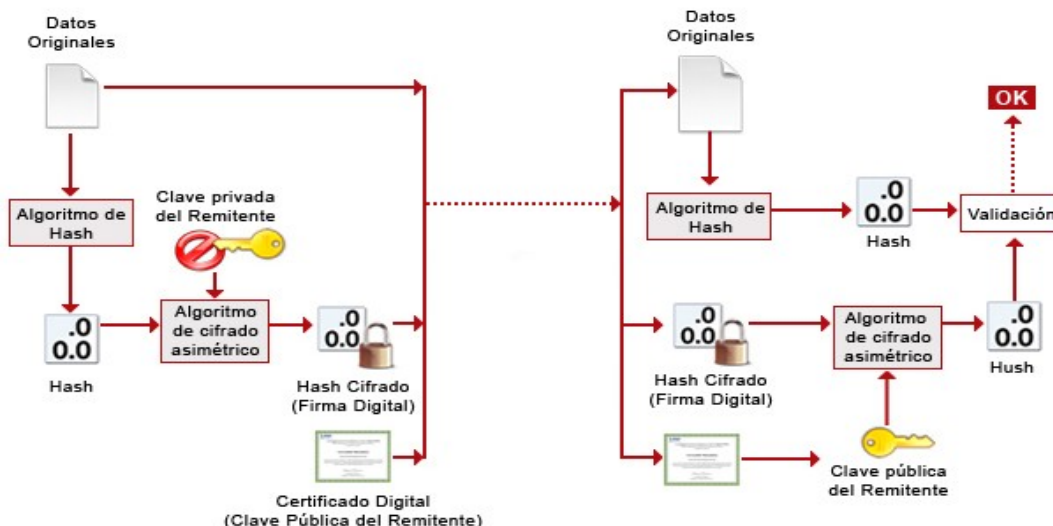 Datos
Originales
Algoritmo de
Hash
Clave privada
del Remitente
.0
0.0
Hash
Algoritmo
de cifrado
asimétrico
.0
0.0
Hash Cifrado
(Firma Digital)
Certificado Digital
(Clave Pública del Remitente)
Datos
Originales
Algoritmo de
Hash
.0
0.0
Hash
OK
Validación
.0
0.0
Hash Cifrado
(Firma Digital)
Algoritmo
de cifrado
asimétrico
.0
0.0
Hush
Clave pública
del Remitente